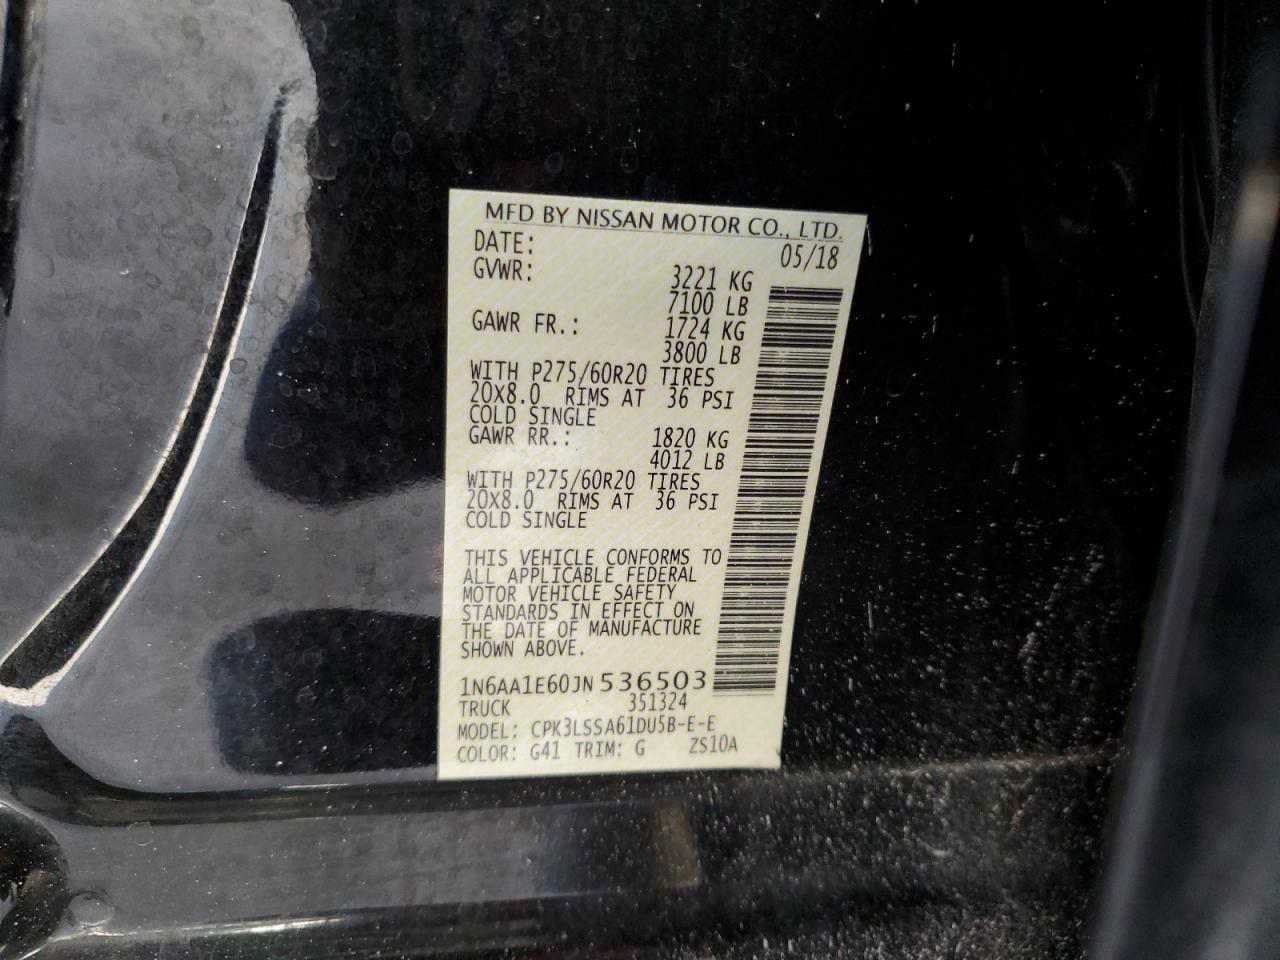 MFD BY NISSAN MOTOR CO., LTD.
DATE: 05/18
GVWR: 3221 KG
7100 LB
GAWR FR.: 1724 KG
3800 LB
WITH P275/60R20 TIRES
20X8.0 RIMS AT 36 PSI
COLD SINGLE
GAWR RR.: 1820 KG
4012 LB
WITH P275/60R20 TIRES
20X8.0 RIMS AT 36 PSI
COLD SINGLE
THIS VEHICLE CONFORMS TO
ALL APPLICABLE FEDERAL
MOTOR VEHICLE SAFETY
STANDARDS IN EFFECT ON
THE DATE OF MANUFACTURE
SHOWN ABOVE.
1N6AA1E60JN536503
TRUCK 351324
MODEL: CPK3LSSA61DU5B-E-E
COLOR: G41 TRIM: G ZS10A